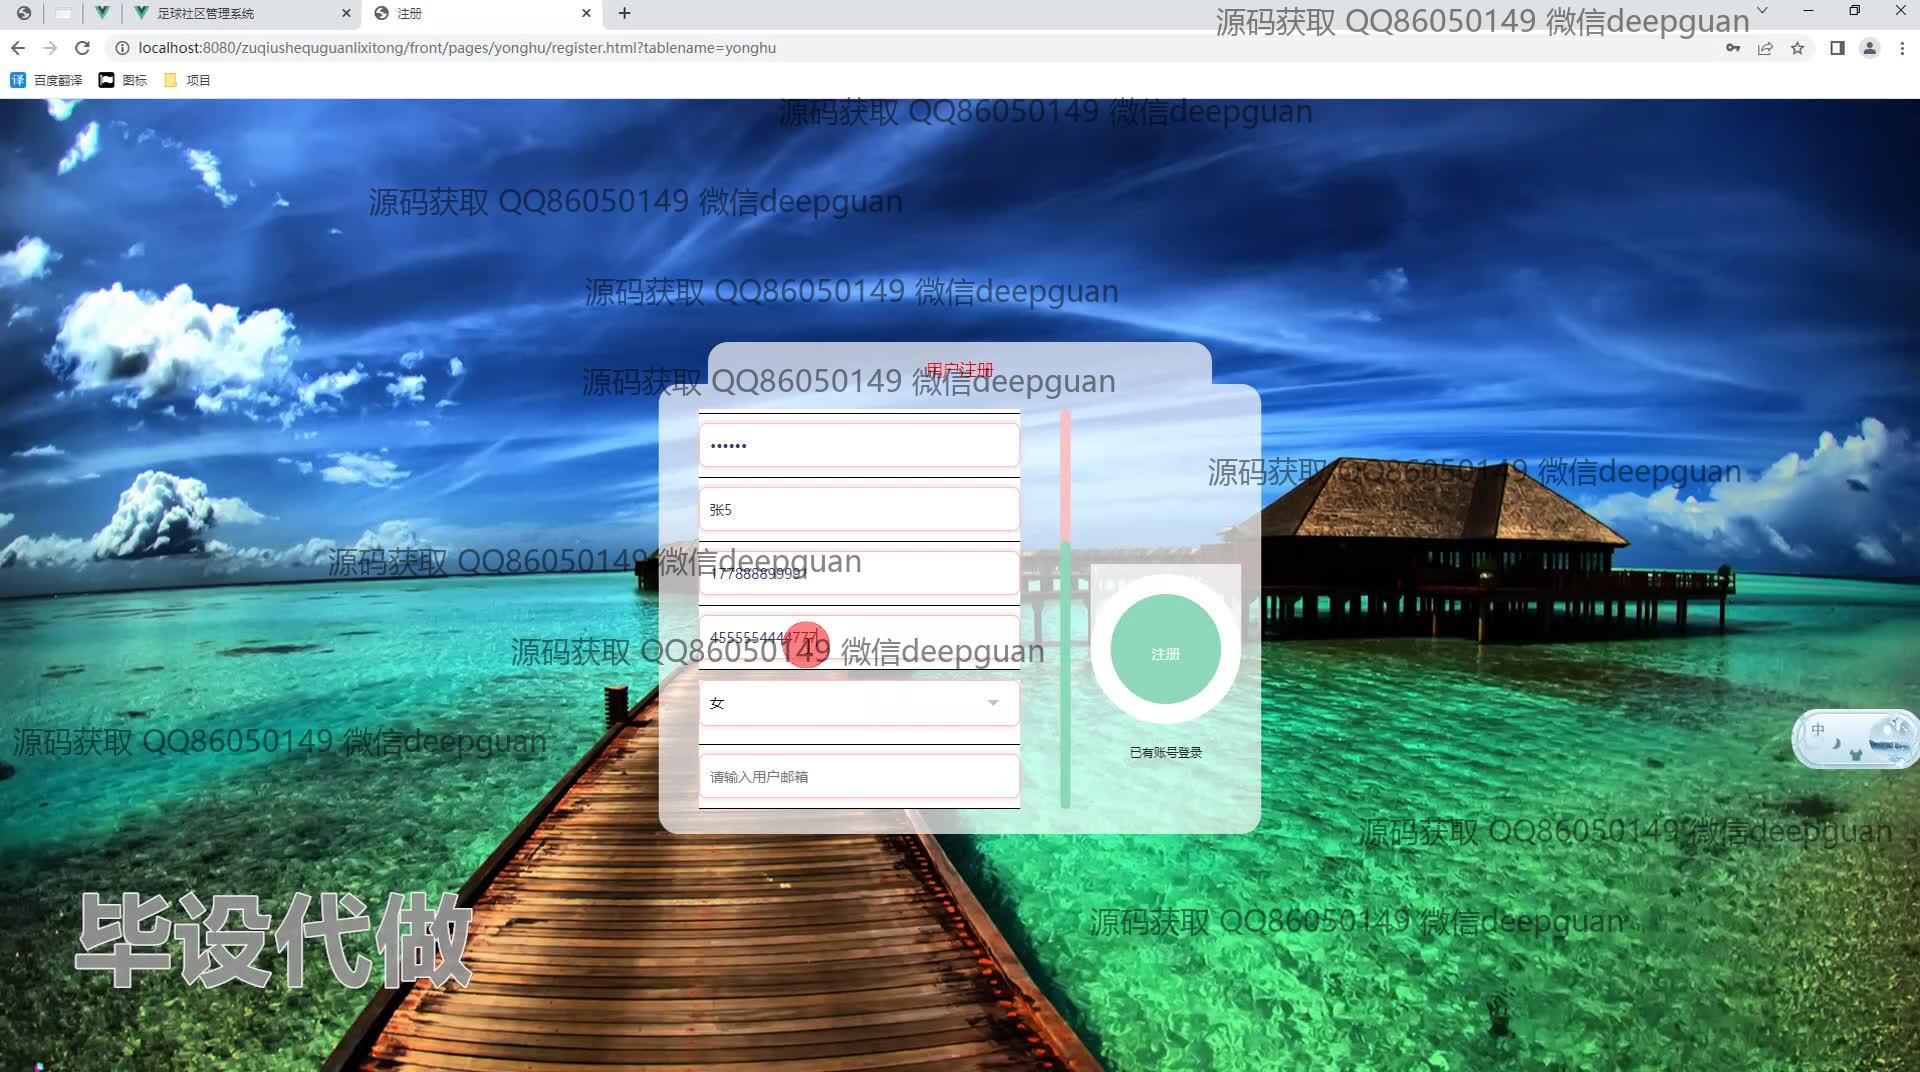 足球社区管理系统
注册
源码获取 QQ86050149 微信deepguan
localhost:8080/zuqiushequguanlixitong/front/pages/yonghu/register.html?tablename=yonghu
译 百度翻译 图标 项目
源码获取 QQ86050149 微信deepguan
源码获取 QQ86050149 微信deepguan
源码获取 QQ86050149 微信deepguan
用户注册
源码获取 QQ86050149 微信deepguan
••••••
源码获取 QQ86050149 微信deepguan
张5
源码获取 QQ86050149 微信deepguan
177888899991
4555554444777
源码获取 QQ86050149 微信deepguan
注册
女
中
源码获取 QQ86050149 微信deepguan
已有账号登录
请输入用户邮箱
源码获取 QQ86050149 微信deepguan
源码获取 QQ86050149 微信deepguan
毕设代做